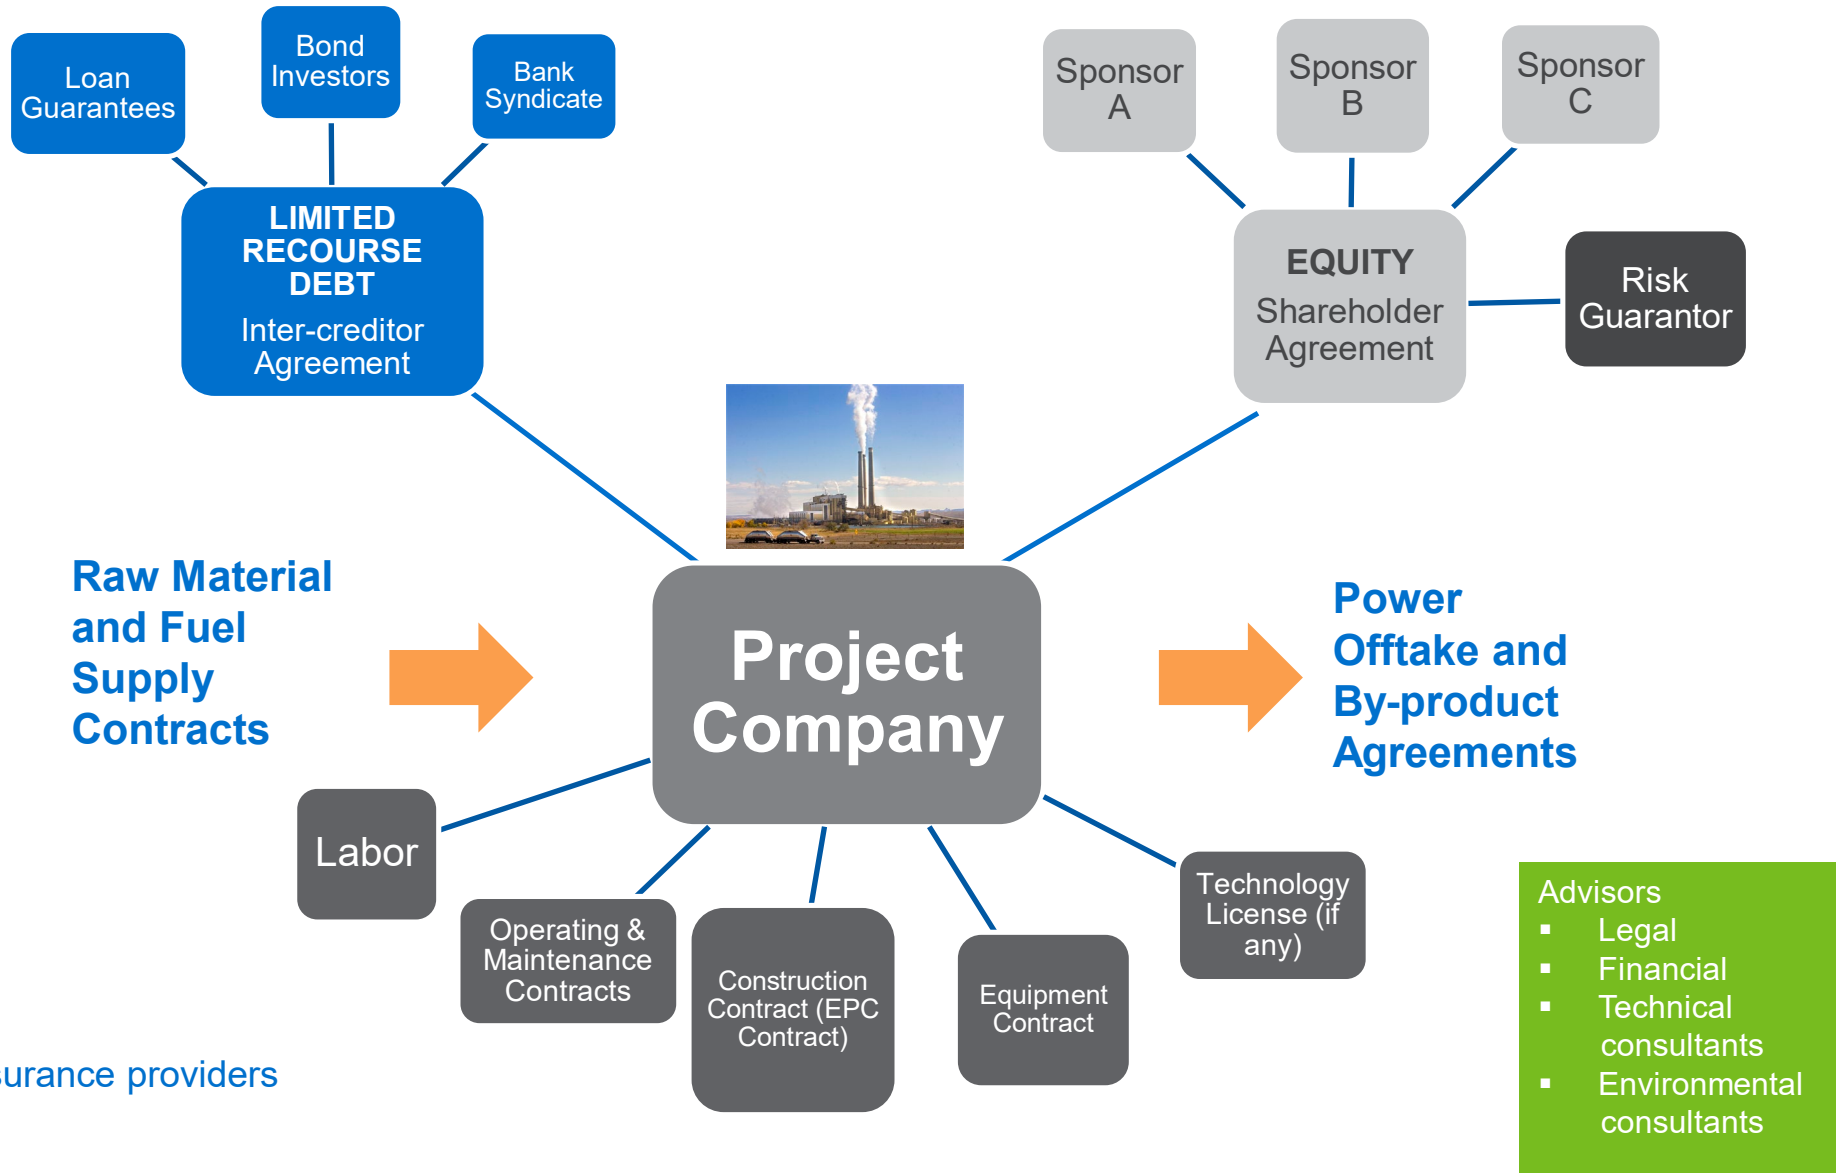 Loan
Guarantees
Bond
Investors
Bank
Syndicate
Sponsor
A
Sponsor
B
Sponsor
C
LIMITED
RECOURSE
DEBT
Inter-creditor
Agreement
EQUITY
Shareholder
Agreement
Risk
Guarantor
Raw Material
and Fuel
Supply
Contracts
Project
Company
Power
Offtake and
By-product
Agreements
Labor
Operating &
Maintenance
Contracts
Construction
Contract (EPC
Contract)
Equipment
Contract
Technology
License (if
any)
Advisors
▪ Legal
▪ Financial
▪ Technical
consultants
▪ Environmental
consultants
surance providers